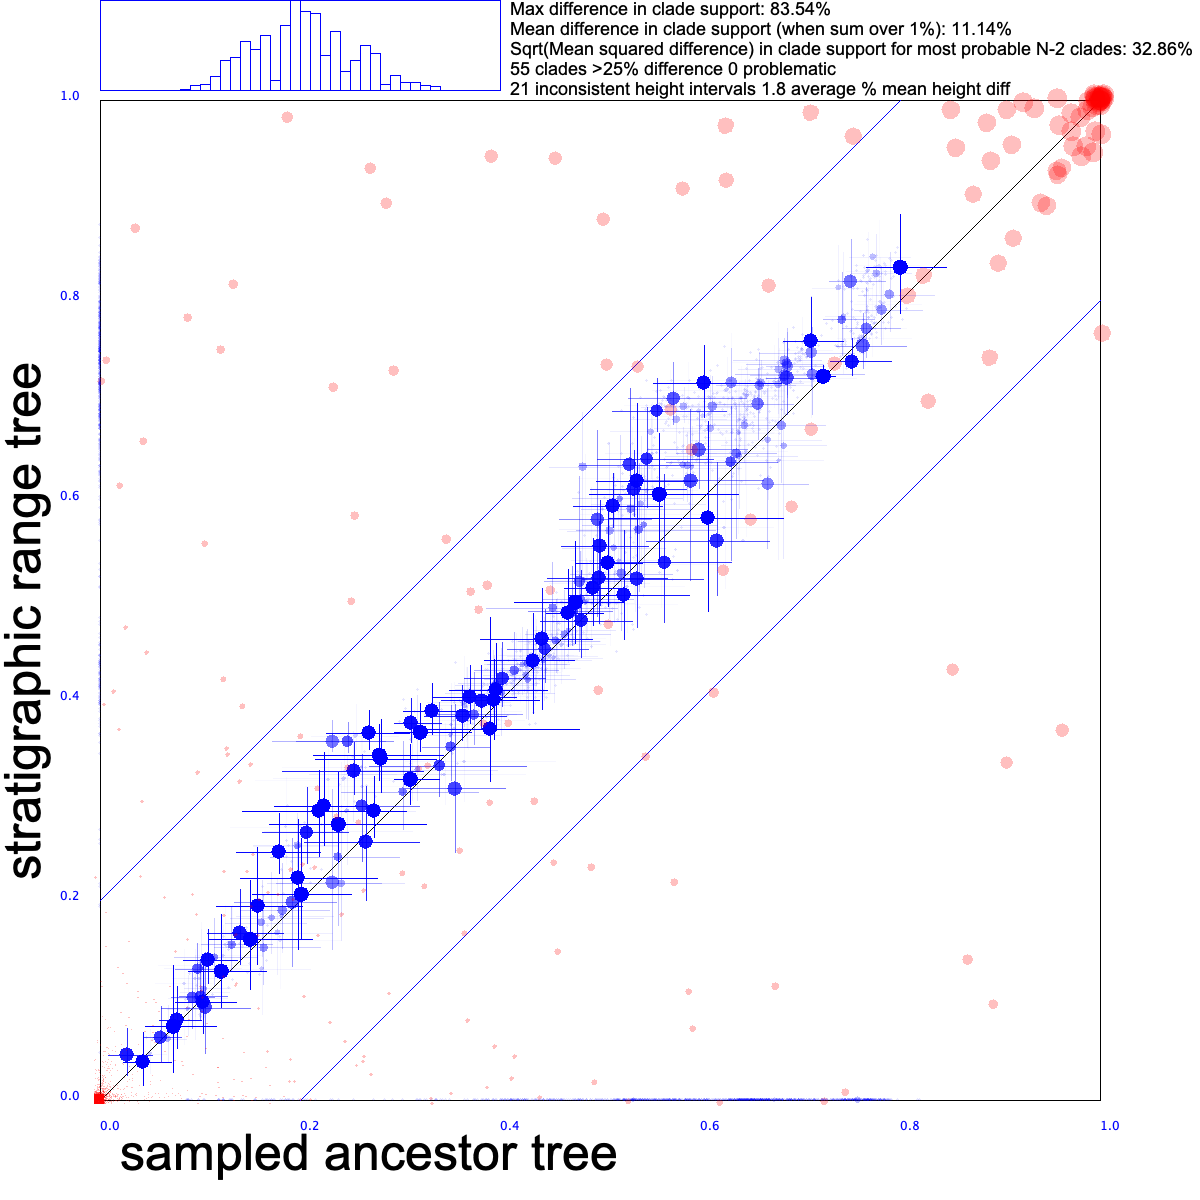 Max difference in clade support: 83.54%
Mean difference in clade support (when sum over 1%): 11.14%
Sqrt(Mean squared difference) in clade support for most probable N-2 clades: 32.86%
55 clades >25% difference 0 problematic
21 inconsistent height intervals 1.8 average % mean height diff
1.0
0.8
0.6
0.4
0.2
0.0
stratigraphic range tree
0.0 0.2 0.4 0.6 0.8 1.0
sampled ancestor tree